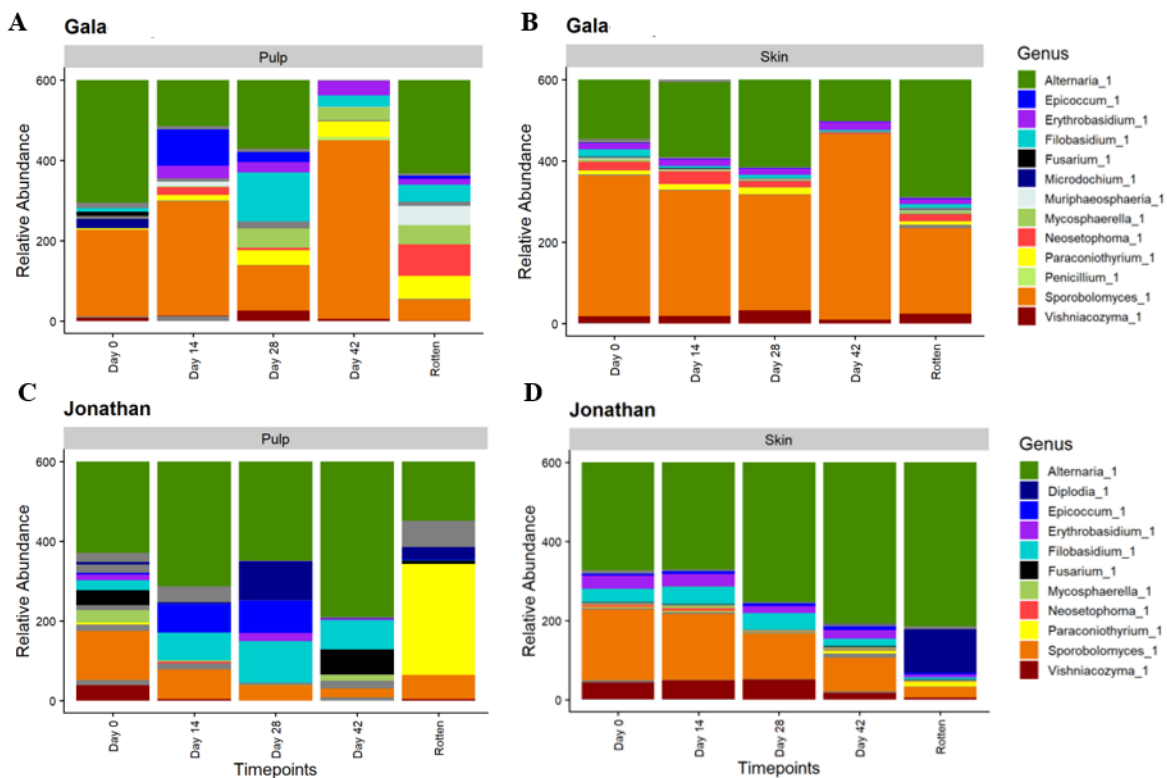 A
Gala
Pulp
Relative Abundance
600
400
200
0
Day 0
Day 14
Day 28
Day 42
Rotten
B
Gala
Skin
Relative Abundance
600
400
200
0
Day 0
Day 14
Day 28
Day 42
Rotten
Genus
Alternaria_1
Epicoccum_1
Erythrobasidium_1
Filobasidium_1
Fusarium_1
Microdochium_1
Muriphaeosphaeria_1
Mycosphaerella_1
Neosetophoma_1
Paraconiothyrium_1
Penicillium_1
Sporobolomyces_1
Vishniacozyma_1
C
Jonathan
Pulp
Relative Abundance
600
400
200
0
Day 0
Day 14
Day 28
Day 42
Rotten
Timepoints
D
Jonathan
Skin
Relative Abundance
600
400
200
0
Day 0
Day 14
Day 28
Day 42
Rotten
Timepoints
Genus
Alternaria_1
Diplodia_1
Epicoccum_1
Erythrobasidium_1
Filobasidium_1
Fusarium_1
Mycosphaerella_1
Neosetophoma_1
Paraconiothyrium_1
Sporobolomyces_1
Vishniacozyma_1